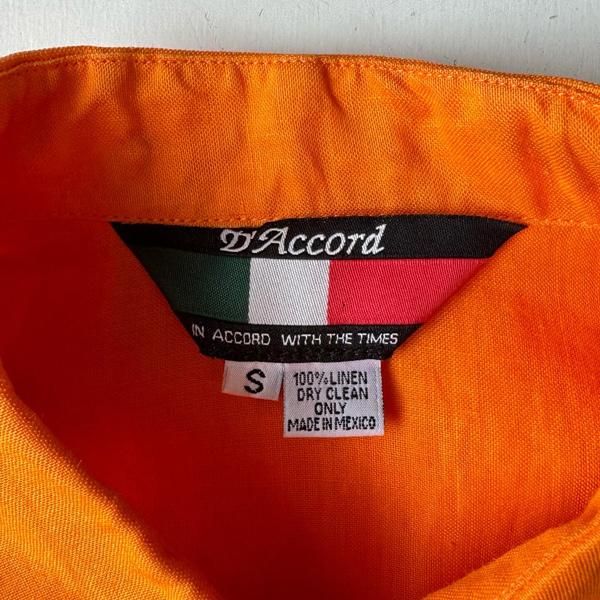 D'Accord
IN ACCORD WITH THE TIMES
S
100% LINEN
DRY CLEAN
ONLY
MADE IN MEXICO